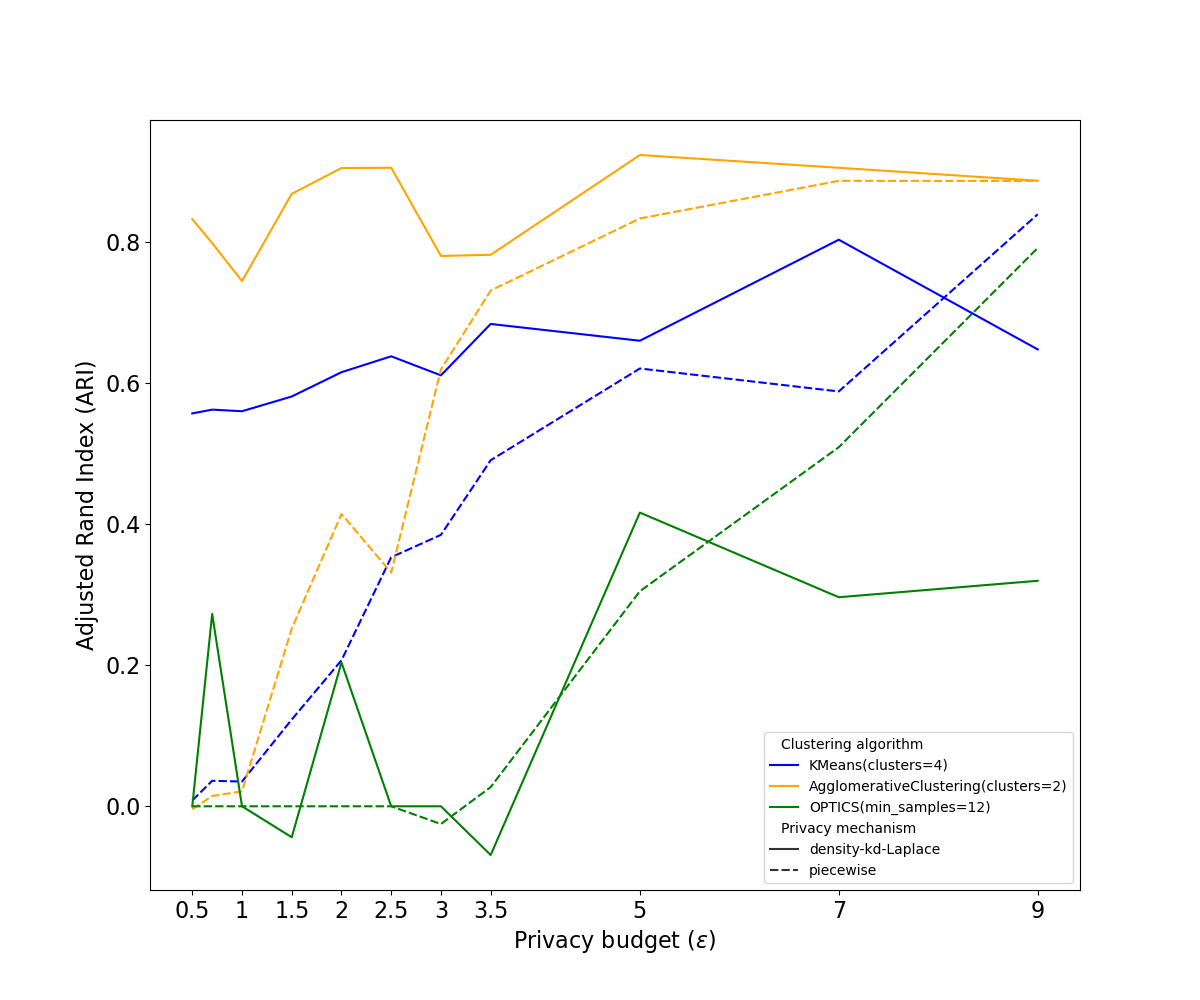 Adjusted Rand Index (ARI)
0.8
0.6
0.4
0.2
0.0
0.5 1 1.5 2 2.5 3 3.5 5 7 9
Privacy budget (ε)
Clustering algorithm
KMeans(clusters=4)
AgglomerativeClustering(clusters=2)
OPTICS(min_samples=12)
Privacy mechanism
density-kd-Laplace
piecewise